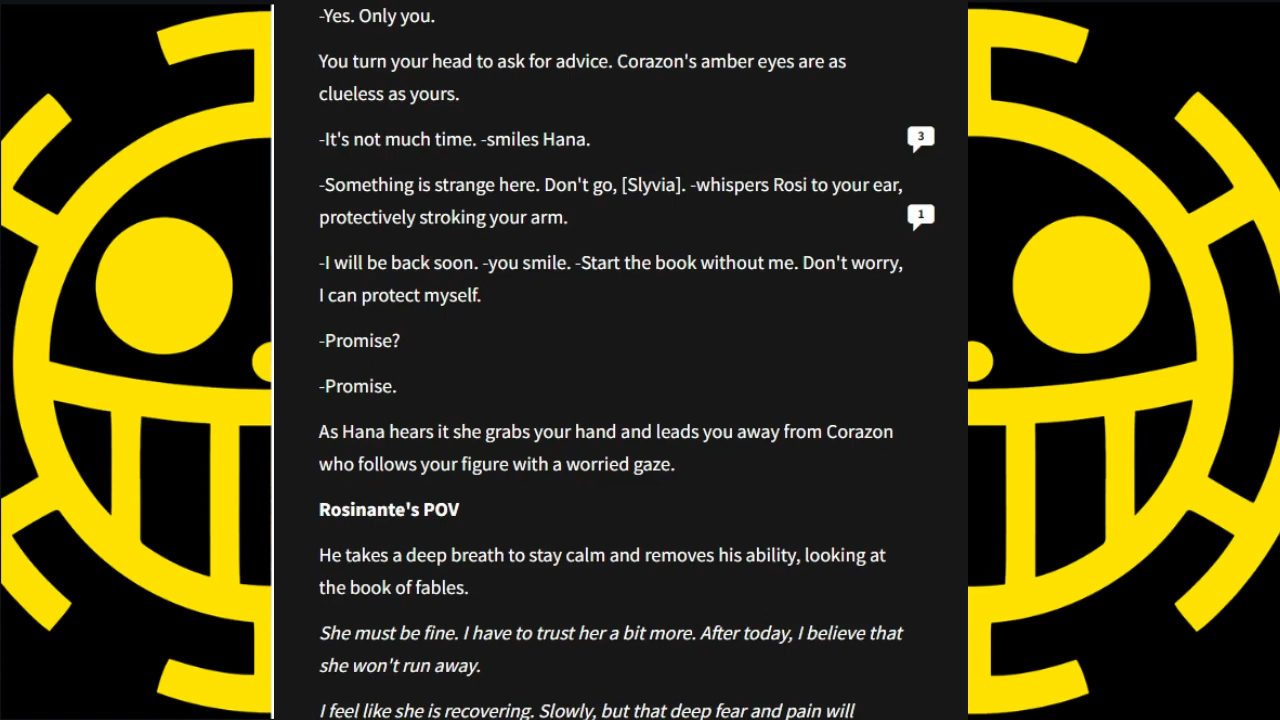 -Yes. Only you.
You turn your head to ask for advice. Corazon's amber eyes are as
clueless as yours.
-It's not much time. -smiles Hana.
3
-Something is strange here. Don't go, [Slyvia]. -whispers Rosi to your ear,
protectively stroking your arm.
1
-I will be back soon. -you smile. -Start the book without me. Don't worry,
I can protect myself.
-Promise?
-Promise.
As Hana hears it she grabs your hand and leads you away from Corazon
who follows your figure with a worried gaze.
Rosinante's POV
He takes a deep breath to stay calm and removes his ability, looking at
the book of fables.
She must be fine. I have to trust her a bit more. After today, I believe that
she won't run away.
I feel like she is recovering. Slowly, but that deep fear and pain will